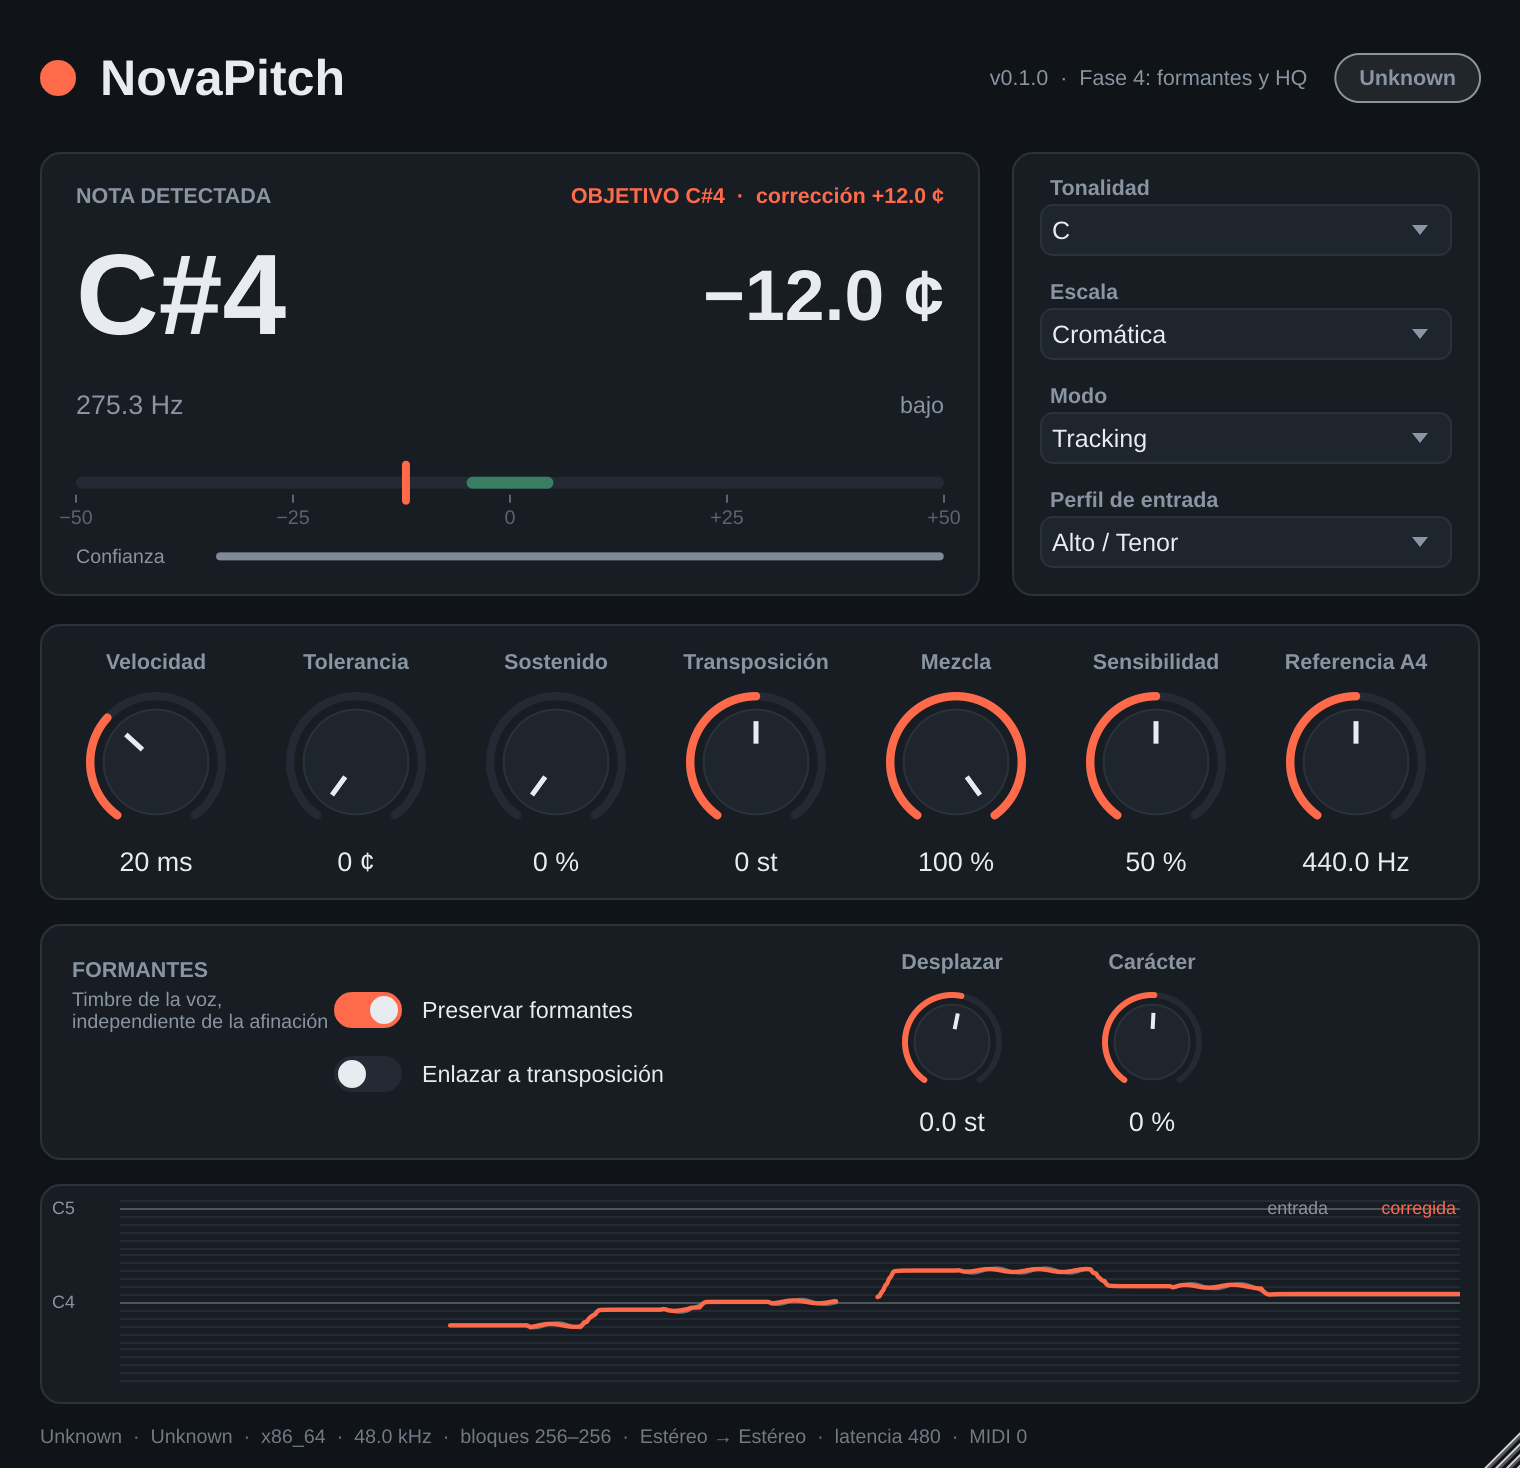 NovaPitch
v0.1.0 · Fase 4: formantes y HQ
Unknown
NOTA DETECTADA
OBJETIVO C#4 · corrección +12.0 ¢
C#4
−12.0 ¢
275.3 Hz
bajo
−50 −25 0 +25 +50
Confianza
Tonalidad
C
Escala
Cromática
Modo
Tracking
Perfil de entrada
Alto / Tenor
Velocidad Tolerancia Sostenido Transposición Mezcla Sensibilidad Referencia A4
20 ms 0 ¢ 0 % 0 st 100 % 50 % 440.0 Hz
FORMANTES
Timbre de la voz,
independiente de la afinación
Preservar formantes
Enlazar a transposición
Desplazar Carácter
0.0 st 0 %
C5
entrada corregida
C4
Unknown · Unknown · x86_64 · 48.0 kHz · bloques 256–256 · Estéreo → Estéreo · latencia 480 · MIDI 0